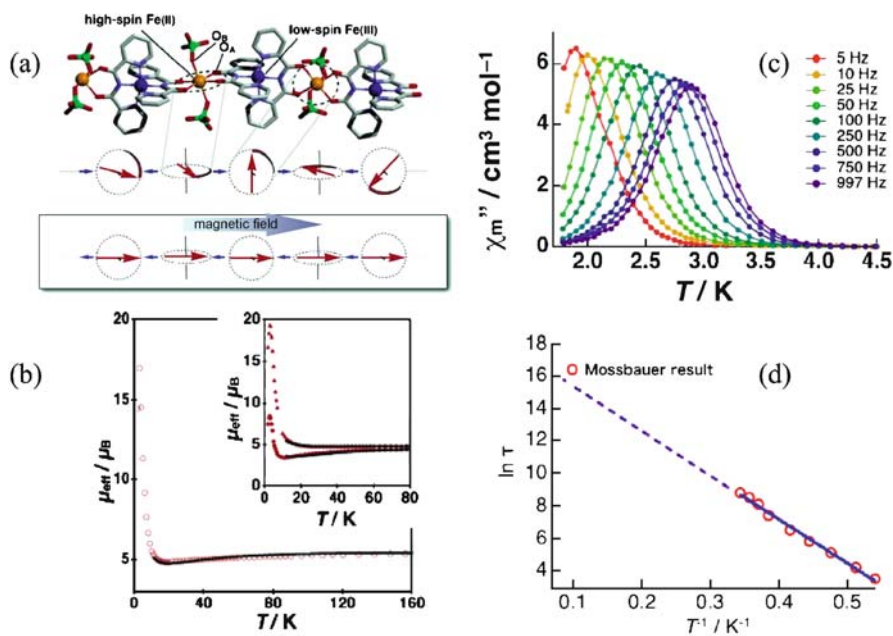 (a)
high-spin Fe(II)
O_B
O_A
low-spin Fe(III)
magnetic field
(b)
μeff / μB
20
15
10
5
0
40
80
120
160
T / K
μeff / μB
20
15
10
5
0
0
20
40
60
80
T / K
(c)
χm'' / cm³ mol⁻¹
6
4
2
0
2.0
2.5
3.0
3.5
4.0
4.5
T / K
5 Hz
10 Hz
25 Hz
50 Hz
100 Hz
250 Hz
500 Hz
750 Hz
997 Hz
(d)
Mossbauer result
ln τ
18
16
14
12
10
8
6
4
0.1
0.2
0.3
0.4
0.5
T⁻¹ / K⁻¹